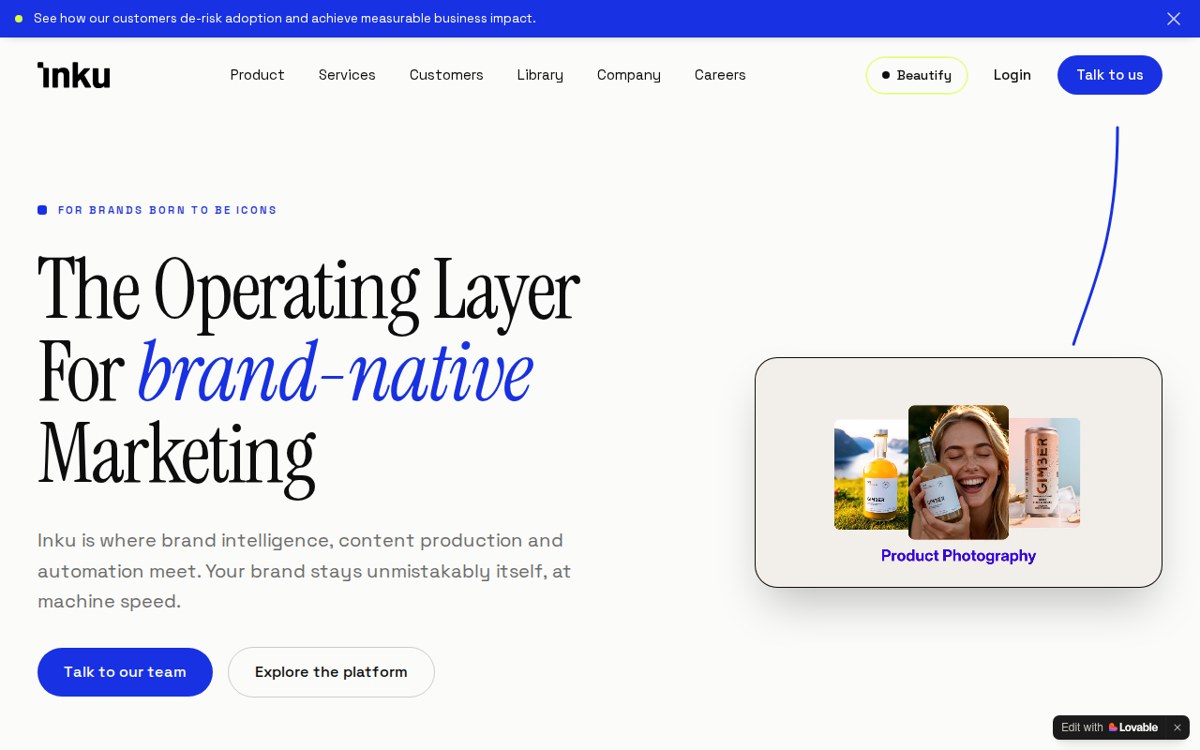 See how our customers de-risk adoption and achieve measurable business impact.
inku
Product
Services
Customers
Library
Company
Careers
Beautify
Login
Talk to us
FOR BRANDS BORN TO BE ICONS
The Operating Layer
For brand-native
Marketing
Inku is where brand intelligence, content production and
automation meet. Your brand stays unmistakably itself, at
machine speed.
Talk to our team
Explore the platform
GIMBER
GIMBER
GIMBER
Product Photography
Edit with Lovable